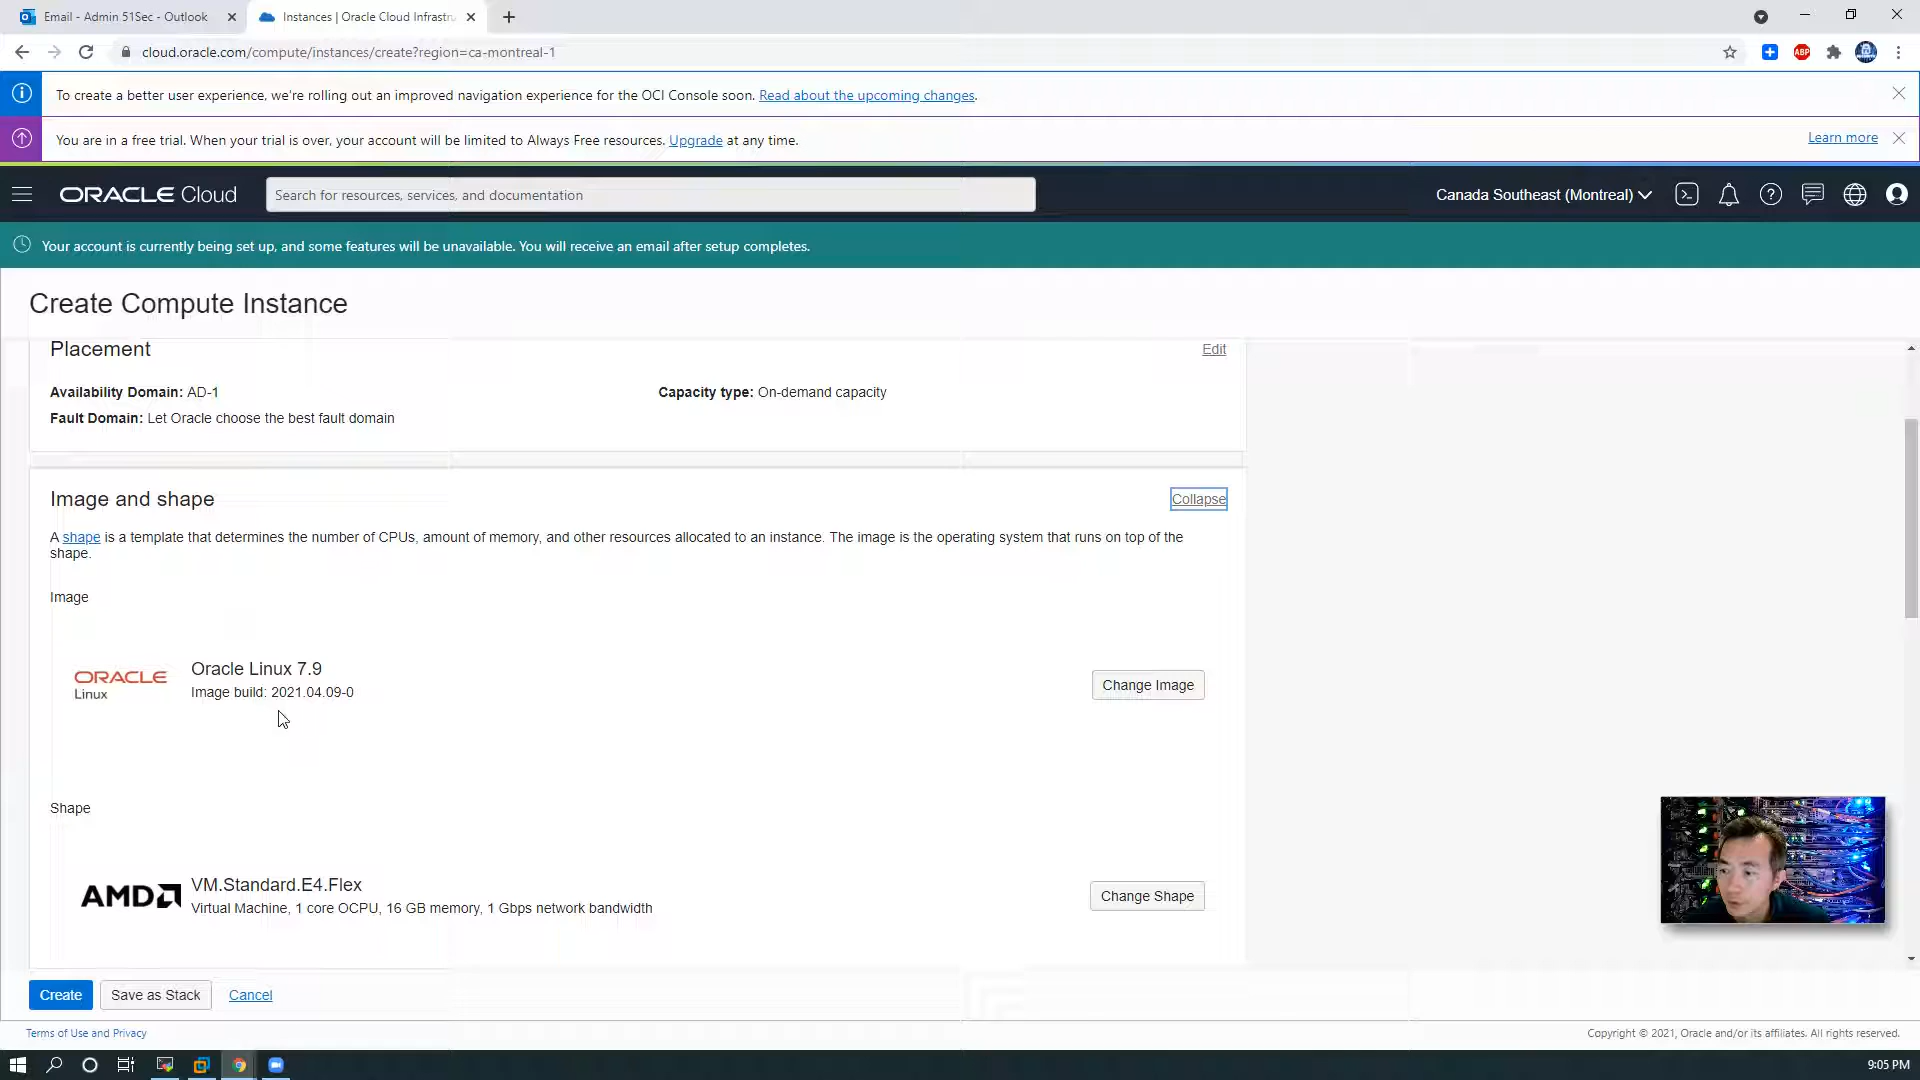 Email - Admin 51Sec - Outlook
Instances | Oracle Cloud Infrastru
cloud.oracle.com/compute/instances/create?region=ca-montreal-1
ABP
To create a better user experience, we're rolling out an improved navigation experience for the OCI Console soon. Read about the upcoming changes.
You are in a free trial. When your trial is over, your account will be limited to Always Free resources. Upgrade at any time.
Learn more
ORACLE Cloud
Search for resources, services, and documentation
Canada Southeast (Montreal)
Your account is currently being set up, and some features will be unavailable. You will receive an email after setup completes.
Create Compute Instance
Placement
Edit
Availability Domain: AD-1
Capacity type: On-demand capacity
Fault Domain: Let Oracle choose the best fault domain
Image and shape
Collapse
A shape is a template that determines the number of CPUs, amount of memory, and other resources allocated to an instance. The image is the operating system that runs on top of the
shape.
Image
ORACLE
Linux
Oracle Linux 7.9
Image build: 2021.04.09-0
Change Image
Shape
AMD
VM.Standard.E4.Flex
Virtual Machine, 1 core OCPU, 16 GB memory, 1 Gbps network bandwidth
Change Shape
Create
Save as Stack
Cancel
Terms of Use and Privacy
Copyright © 2021, Oracle and/or its affiliates. All rights reserved.
9:05 PM